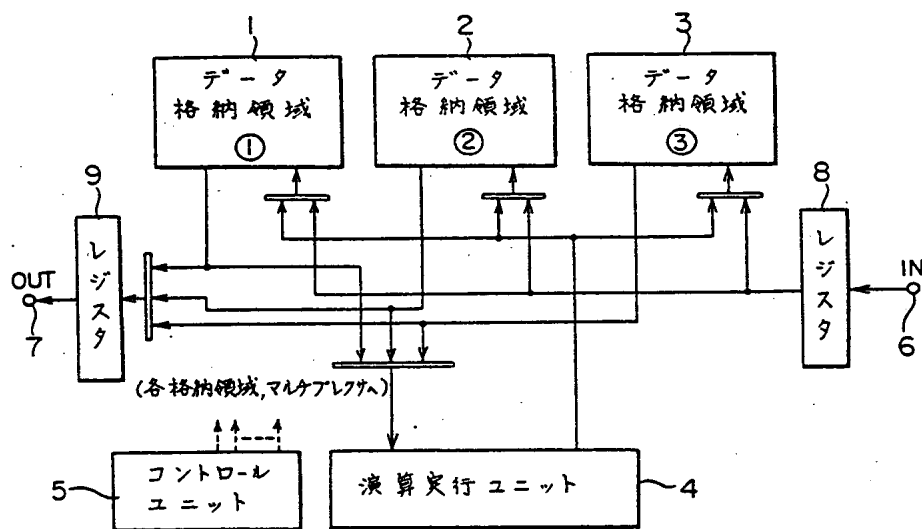 1
2
3
データ
格納領域
①
データ
格納領域
②
データ
格納領域
③
9
8
レジスタ
レジスタ
OUT
IN
7
6
(各格納領域,マルチプレクサへ)
5
コントロール
ユニット
演算実行ユニット
4